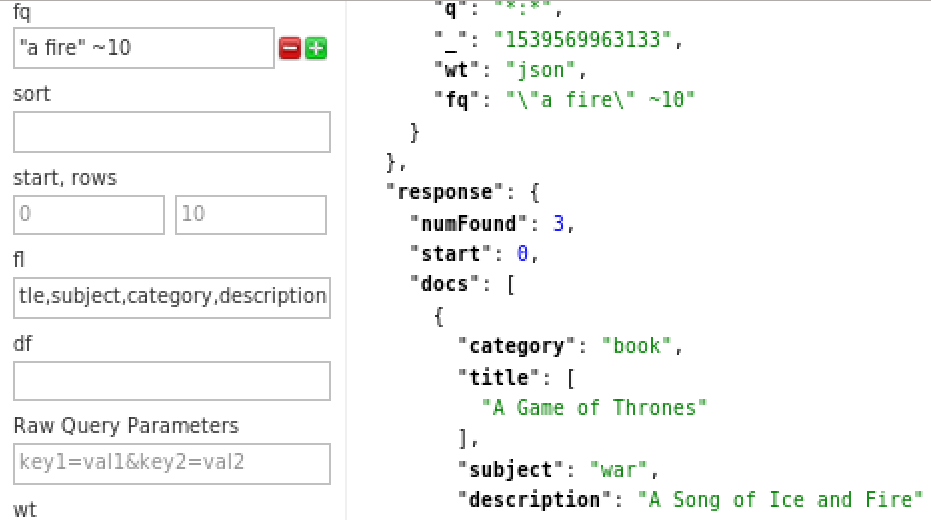 fq
"a fire" ~10
sort
start, rows
0
10
fl
tle,subject,category,description
df
Raw Query Parameters
key1=val1&key2=val2
wt
"q": "*:*",
"_": "1539569963133",
"wt": "json",
"fq": "\"a fire\" ~10"
}
},
"response": {
"numFound": 3,
"start": 0,
"docs": [
{
"category": "book",
"title": [
"A Game of Thrones"
],
"subject": "war",
"description": "A Song of Ice and Fire"